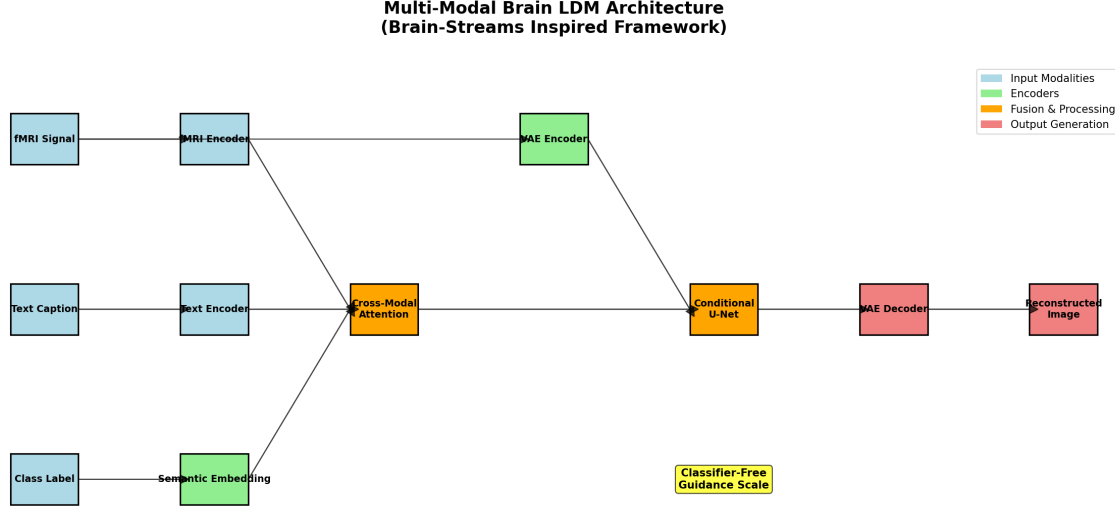 Multi-Modal Brain LDM Architecture
(Brain-Streams Inspired Framework)
Input Modalities
Encoders
Fusion & Processing
Output Generation
fMRI Signal
fMRI Encoder
VAE Encoder
Text Caption
Text Encoder
Cross-Modal
Attention
Conditional
U-Net
VAE Decoder
Reconstructed
Image
Class Label
Semantic Embedding
Classifier-Free
Guidance Scale